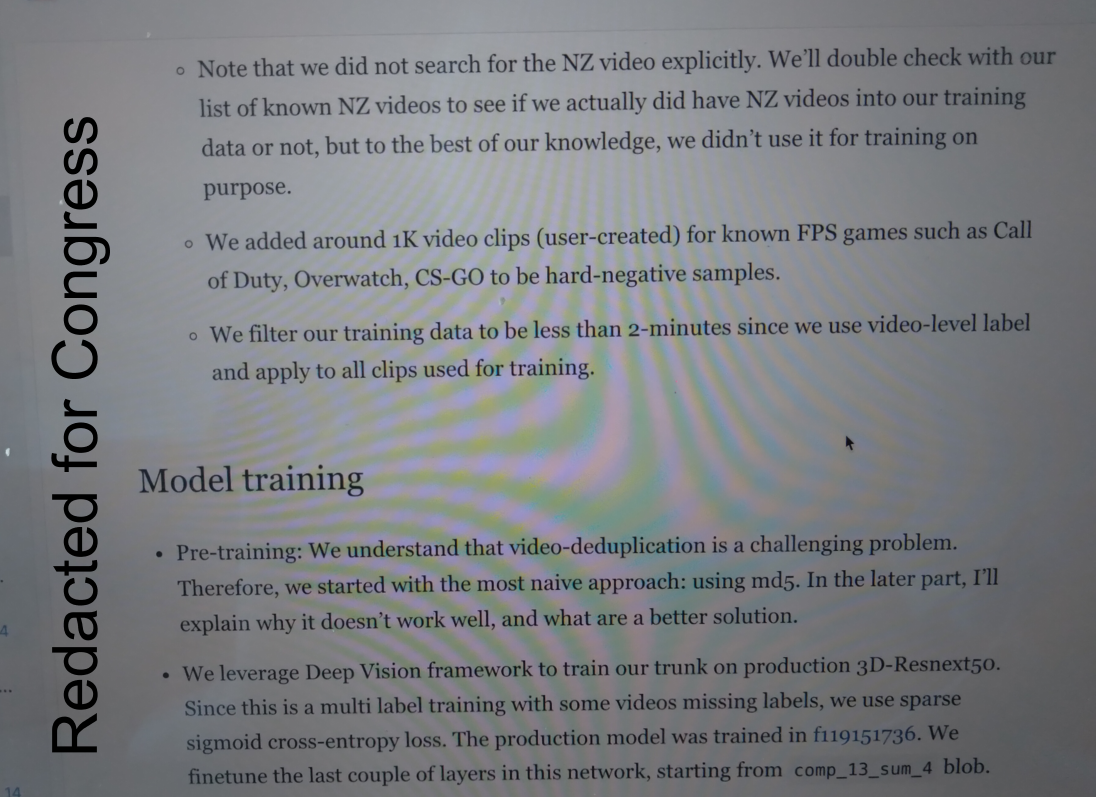 Redacted for Congress
◦ Note that we did not search for the NZ video explicitly. We'll double check with our
list of known NZ videos to see if we actually did have NZ videos into our training
data or not, but to the best of our knowledge, we didn't use it for training on
purpose.
◦ We added around 1K video clips (user-created) for known FPS games such as Call
of Duty, Overwatch, CS-GO to be hard-negative samples.
◦ We filter our training data to be less than 2-minutes since we use video-level label
and apply to all clips used for training.
Model training
• Pre-training: We understand that video-deduplication is a challenging problem.
Therefore, we started with the most naive approach: using md5. In the later part, I'll
explain why it doesn't work well, and what are a better solution.
• We leverage Deep Vision framework to train our trunk on production 3D-Resnext50.
Since this is a multi label training with some videos missing labels, we use sparse
sigmoid cross-entropy loss. The production model was trained in f119151736. We
finetune the last couple of layers in this network, starting from comp_13_sum_4 blob.
4
...
14